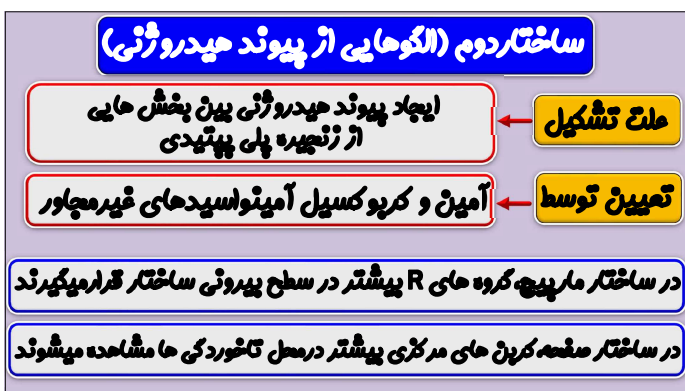 ساختاردوم (الگوهایی از پیوند هیدروژنی)
علت تشکیل
ایجاد پیوند هیدروژنی بین بخش هایی
از زنجیره پلی پپتیدی
تعیین توسط
آمین و کربوکسیل آمینواسیدهای غیرمجاور
در ساختار مارپیچ،گروه های R بیشتر در سطح بیرونی ساختار قرارمیگیرند
در ساختار صفحه،کربن های مرکزی بیشتر درمحل تاخوردگی ها مشاهده میشوند